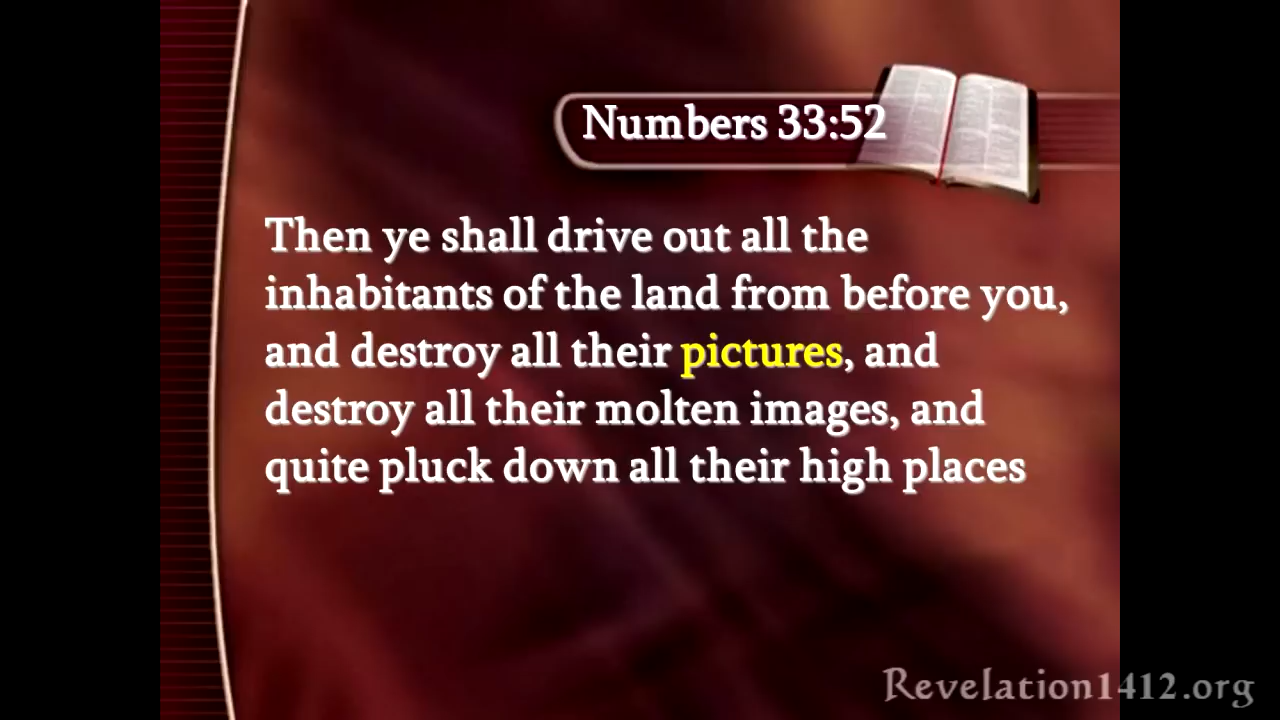 Numbers 33:52
Then ye shall drive out all the
inhabitants of the land from before you,
and destroy all their pictures, and
destroy all their molten images, and
quite pluck down all their high places
Revelation1412.org